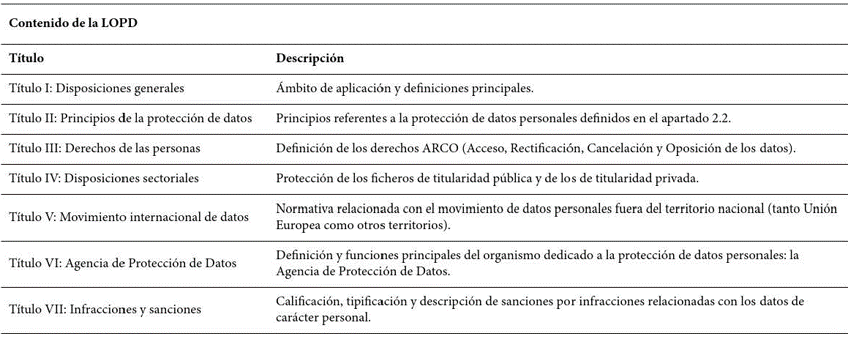 Contenido de la LOPD
Título Descripción
Título I: Disposiciones generales Ámbito de aplicación y definiciones principales.
Título II: Principios de la protección de datos Principios referentes a la protección de datos personales definidos en el apartado 2.2.
Título III: Derechos de las personas Definición de los derechos ARCO (Acceso, Rectificación, Cancelación y Oposición de los datos).
Título IV: Disposiciones sectoriales Protección de los ficheros de titularidad pública y de los de titularidad privada.
Título V: Movimiento internacional de datos Normativa relacionada con el movimiento de datos personales fuera del territorio nacional (tanto Unión
Europea como otros territorios).
Título VI: Agencia de Protección de Datos Definición y funciones principales del organismo dedicado a la protección de datos personales: la
Agencia de Protección de Datos.
Título VII: Infracciones y sanciones Calificación, tipificación y descripción de sanciones por infracciones relacionadas con los datos de
carácter personal.